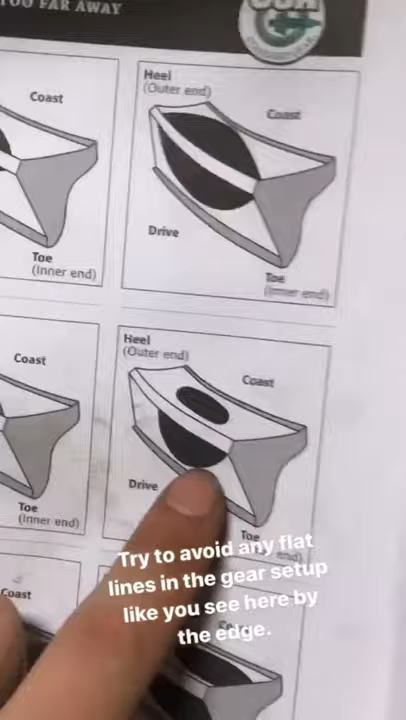 TOO FAR AWAY
Coast
Toe
(Inner end)
Heel
(Outer end)
Coast
Drive
Toe
(Inner end)
Coast
Toe
(Inner end)
Heel
(Outer end)
Coast
Drive
Toe
end)
Coast
Try to avoid any flat
lines in the gear setup
like you see here by
the edge.